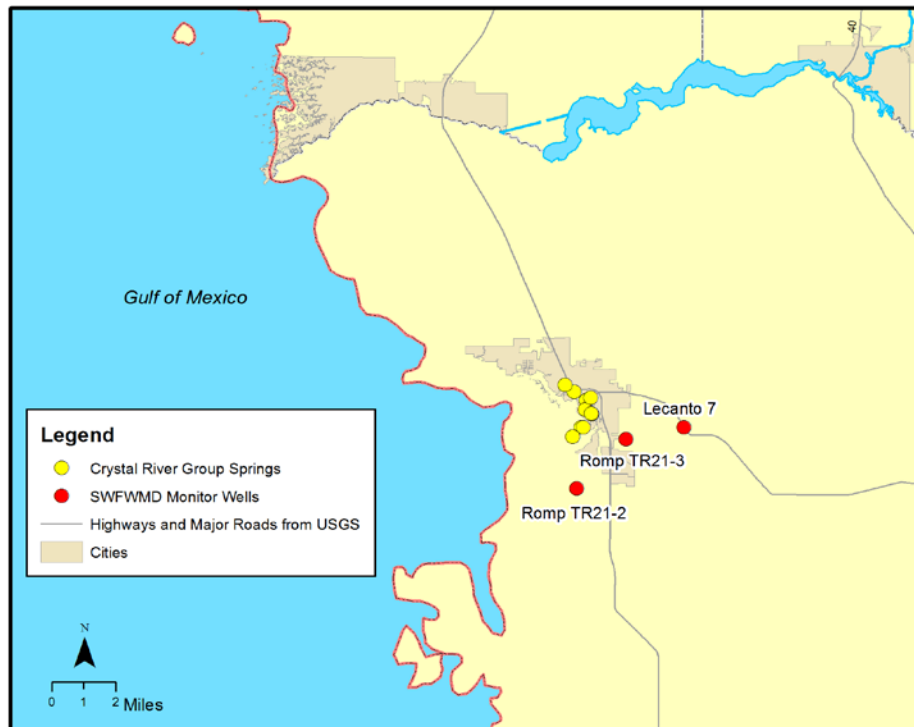 40
Gulf of Mexico
Lecanto 7
Romp TR21-3
Romp TR21-2
Legend
Crystal River Group Springs
SWFWMD Monitor Wells
Highways and Major Roads from USGS
Cities
N
0 1 2 Miles